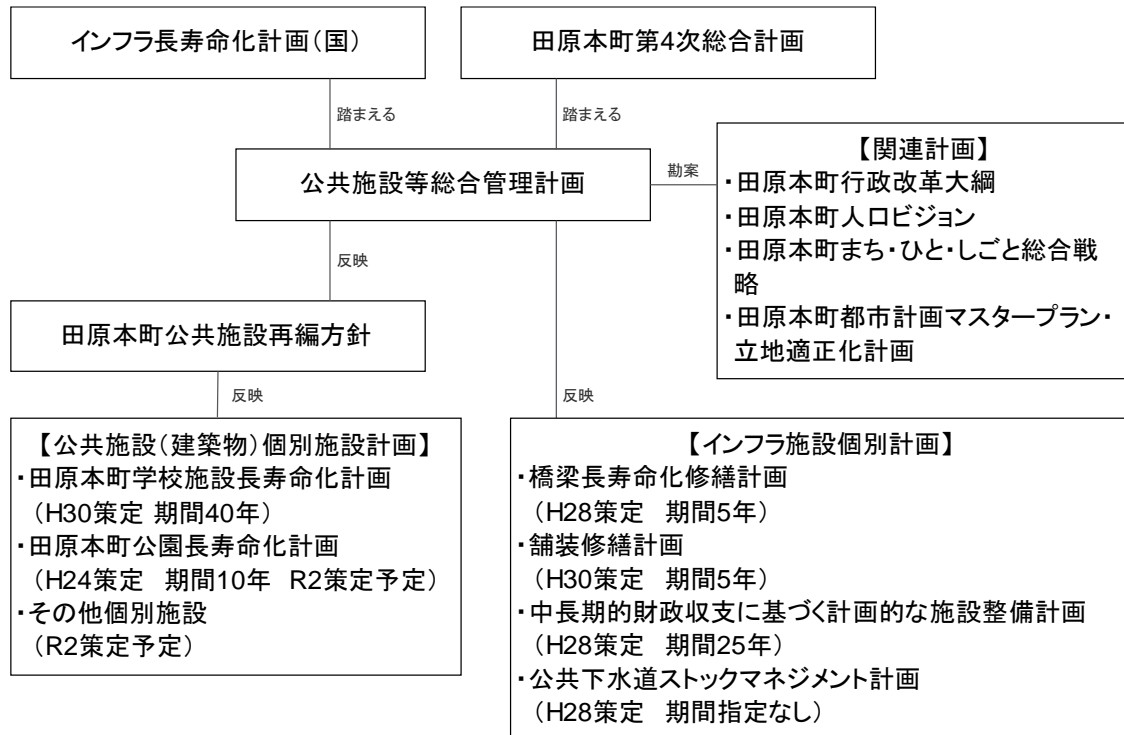 インフラ長寿命化計画(国)
田原本町第4次総合計画
踏まえる
踏まえる
公共施設等総合管理計画
勘案
【関連計画】
・田原本町行政改革大綱
・田原本町人口ビジョン
・田原本町まち・ひと・しごと総合戦
略
・田原本町都市計画マスタープラン・
立地適正化計画
反映
田原本町公共施設再編方針
反映
反映
【公共施設(建築物)個別施設計画】
・田原本町学校施設長寿命化計画
(H30策定 期間40年)
・田原本町公園長寿命化計画
(H24策定 期間10年 R2策定予定)
・その他個別施設
(R2策定予定)
【インフラ施設個別計画】
・橋梁長寿命化修繕計画
(H28策定 期間5年)
・舗装修繕計画
(H30策定 期間5年)
・中長期的財政収支に基づく計画的な施設整備計画
(H28策定 期間25年)
・公共下水道ストックマネジメント計画
(H28策定 期間指定なし)